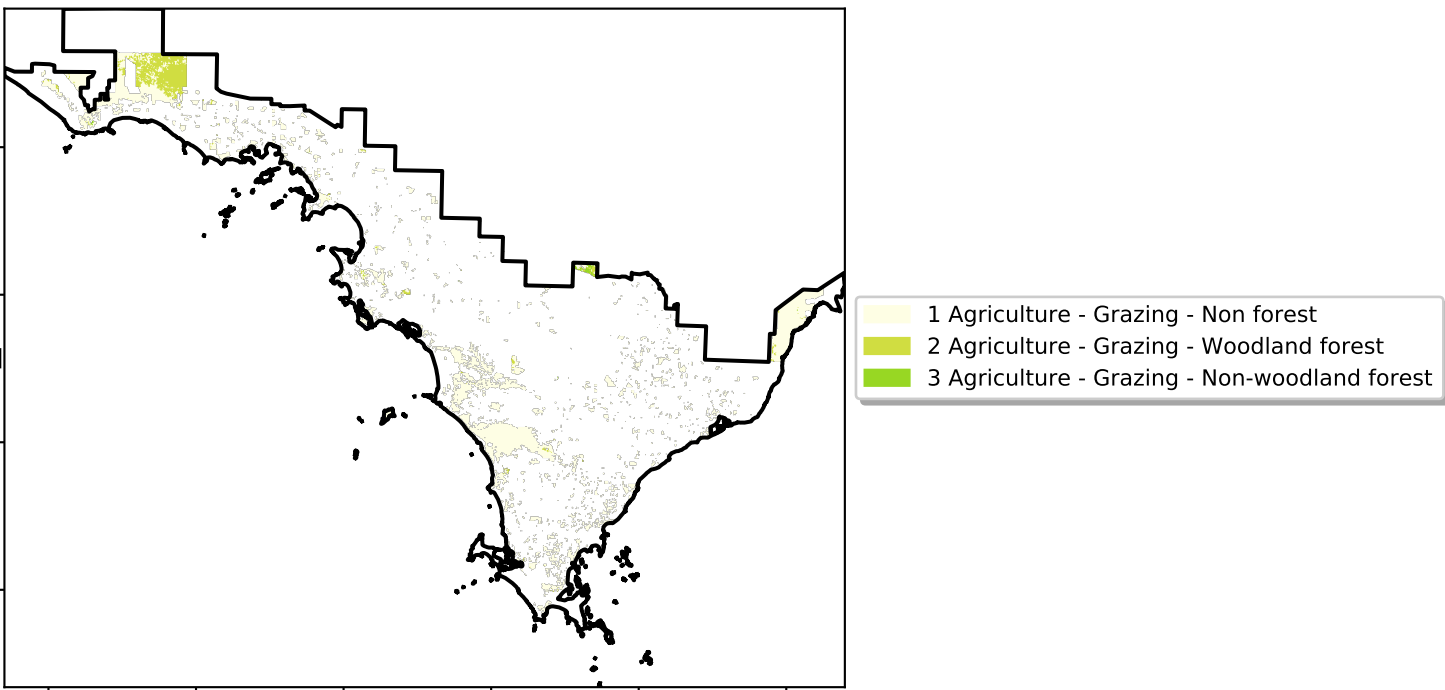 1 Agriculture - Grazing - Non forest
2 Agriculture - Grazing - Woodland forest
3 Agriculture - Grazing - Non-woodland forest